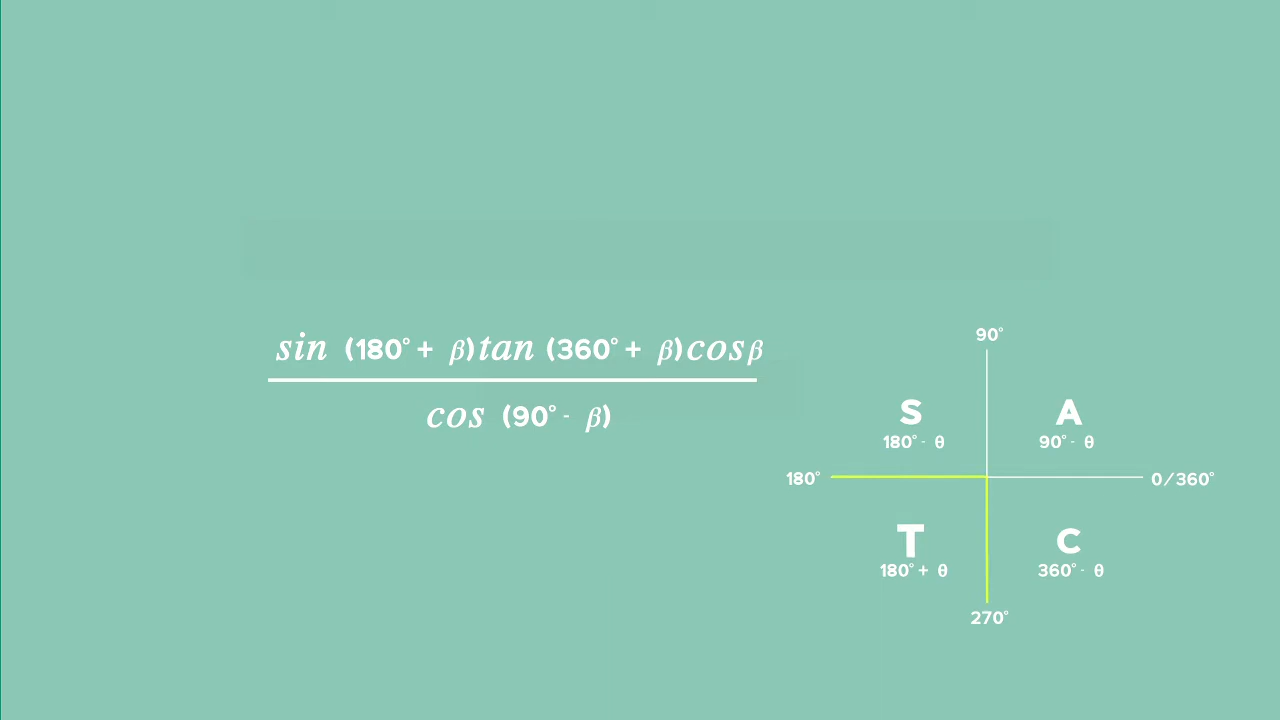 sin (180° + β)tan (360° + β)cosβ
cos (90° - β)
90°
S A
180° - θ 90° - θ
180° 0/360°
T C
180° + θ 360° - θ
270°